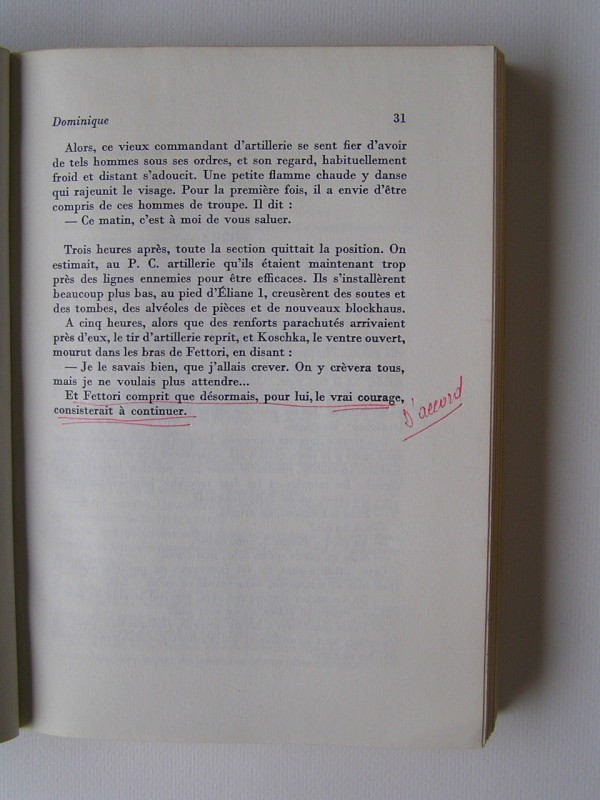 Dominique 31
Alors, ce vieux commandant d'artillerie se sent fier d'avoir
de tels hommes sous ses ordres, et son regard, habituellement
froid et distant s'adoucit. Une petite flamme chaude y danse
qui rajeunit le visage. Pour la première fois, il a envie d'être
compris de ces hommes de troupe. Il dit :
— Ce matin, c'est à moi de vous saluer.
Trois heures après, toute la section quittait la position. On
estimait, au P. C. artillerie qu'ils étaient maintenant trop
près des lignes ennemies pour être efficaces. Ils s'installèrent
beaucoup plus bas, au pied d'Éliane 1, creusèrent des soutes et
des tombes, des alvéoles de pièces et de nouveaux blockhaus.
A cinq heures, alors que des renforts parachutés arrivaient
près d'eux, le tir d'artillerie reprit, et Koschka, le ventre ouvert,
mourut dans les bras de Fettori, en disant :
— Je le savais bien, que j'allais crever. On y crèvera tous,
mais je ne voulais plus attendre...
Et Fettori comprit que désormais, pour lui, le vrai courage,
consisterait à continuer.
D'accord